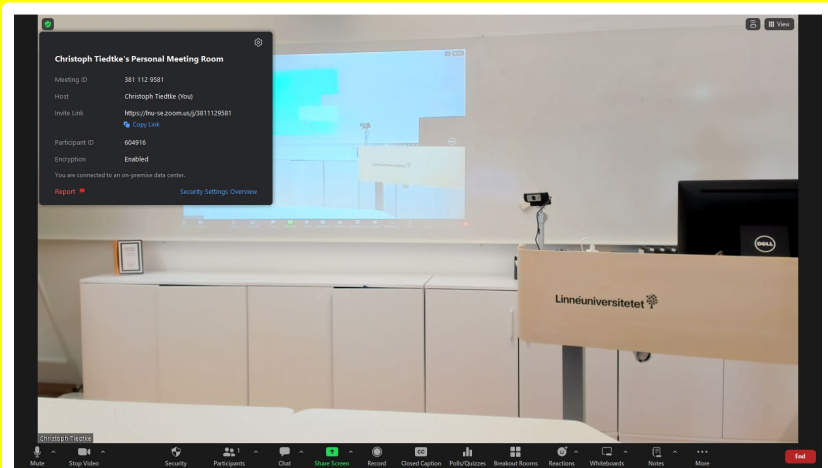 View
Christoph Tiedtke's Personal Meeting Room
Meeting ID 381 112 9581
Host Christoph Tiedtke (You)
Invite Link https://lnu-se.zoom.us/j/3811129581
Copy Link
Participant ID 604916
Encryption Enabled
You are connected to an on-premise data center.
Report Security Settings Overview
Linnéuniversitetet
DELL
Linnéuniversitetet
Christoph Tiedtke
1
Mute Stop Video Security Participants Chat Share Screen Record Closed Caption Polls/Quizzes Breakout Rooms Reactions Whiteboards Notes More End
CC